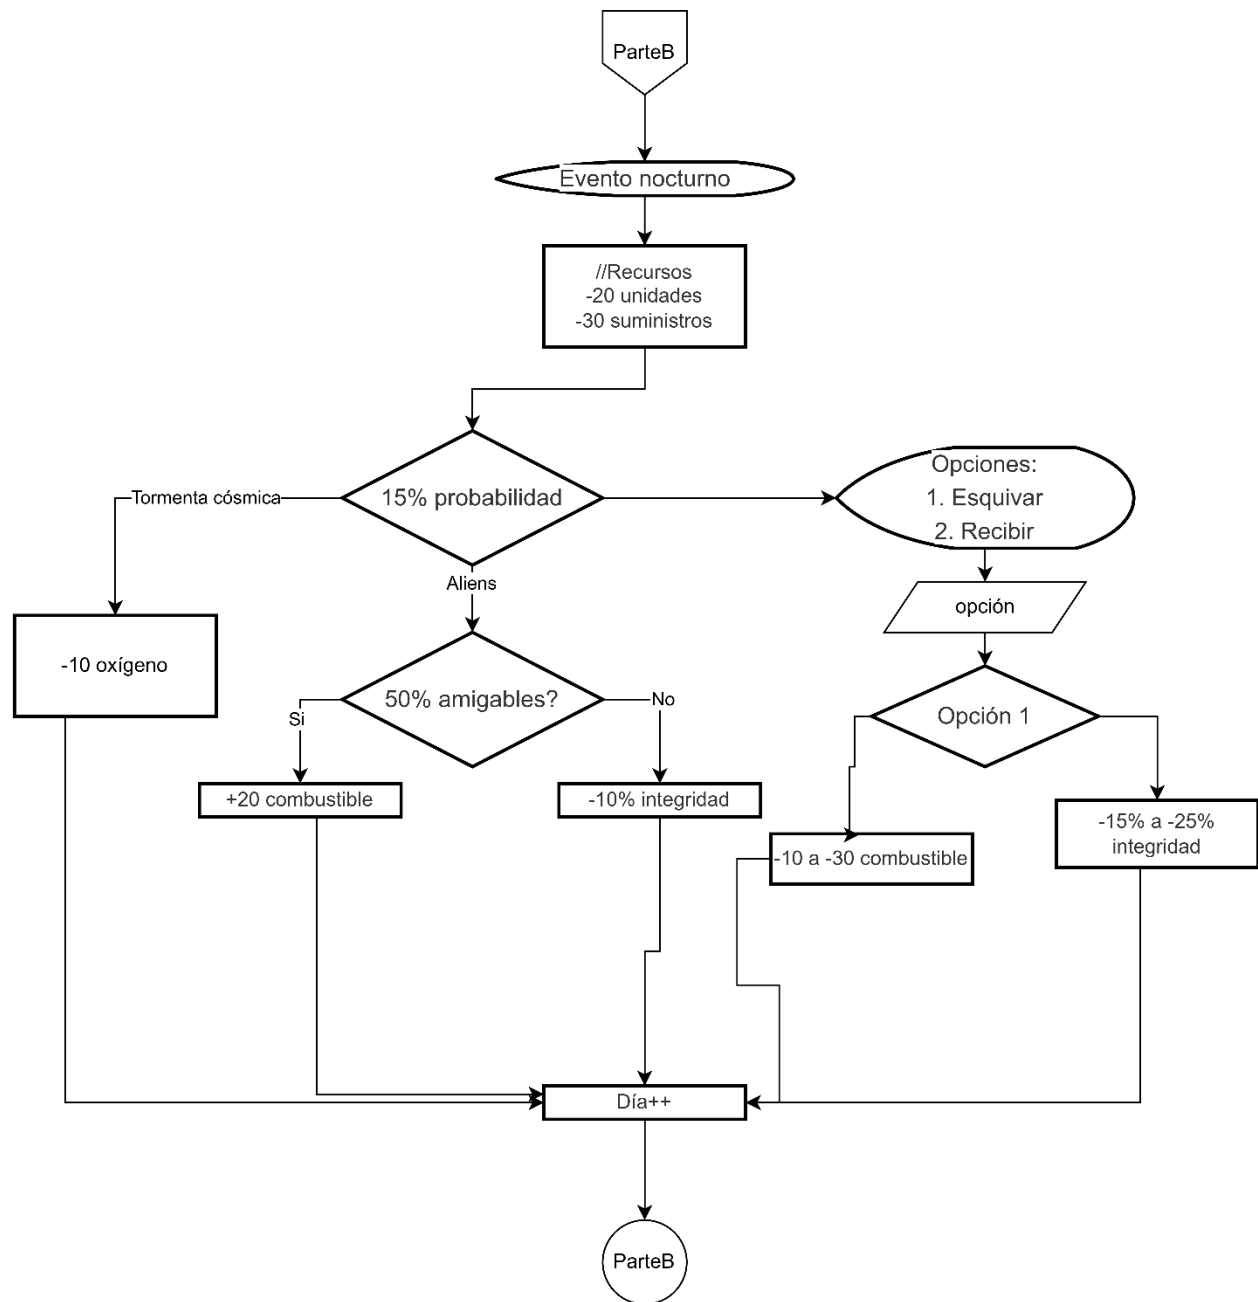 ParteB
Evento nocturno
//Recursos
-20 unidades
-30 suministros
Tormenta cósmica
15% probabilidad
Opciones:
1. Esquivar
2. Recibir
Aliens
opción
-10 oxígeno
50% amigables?
Si
No
Opción 1
+20 combustible
-10% integridad
-10 a -30 combustible
-15% a -25%
integridad
Día++
ParteB